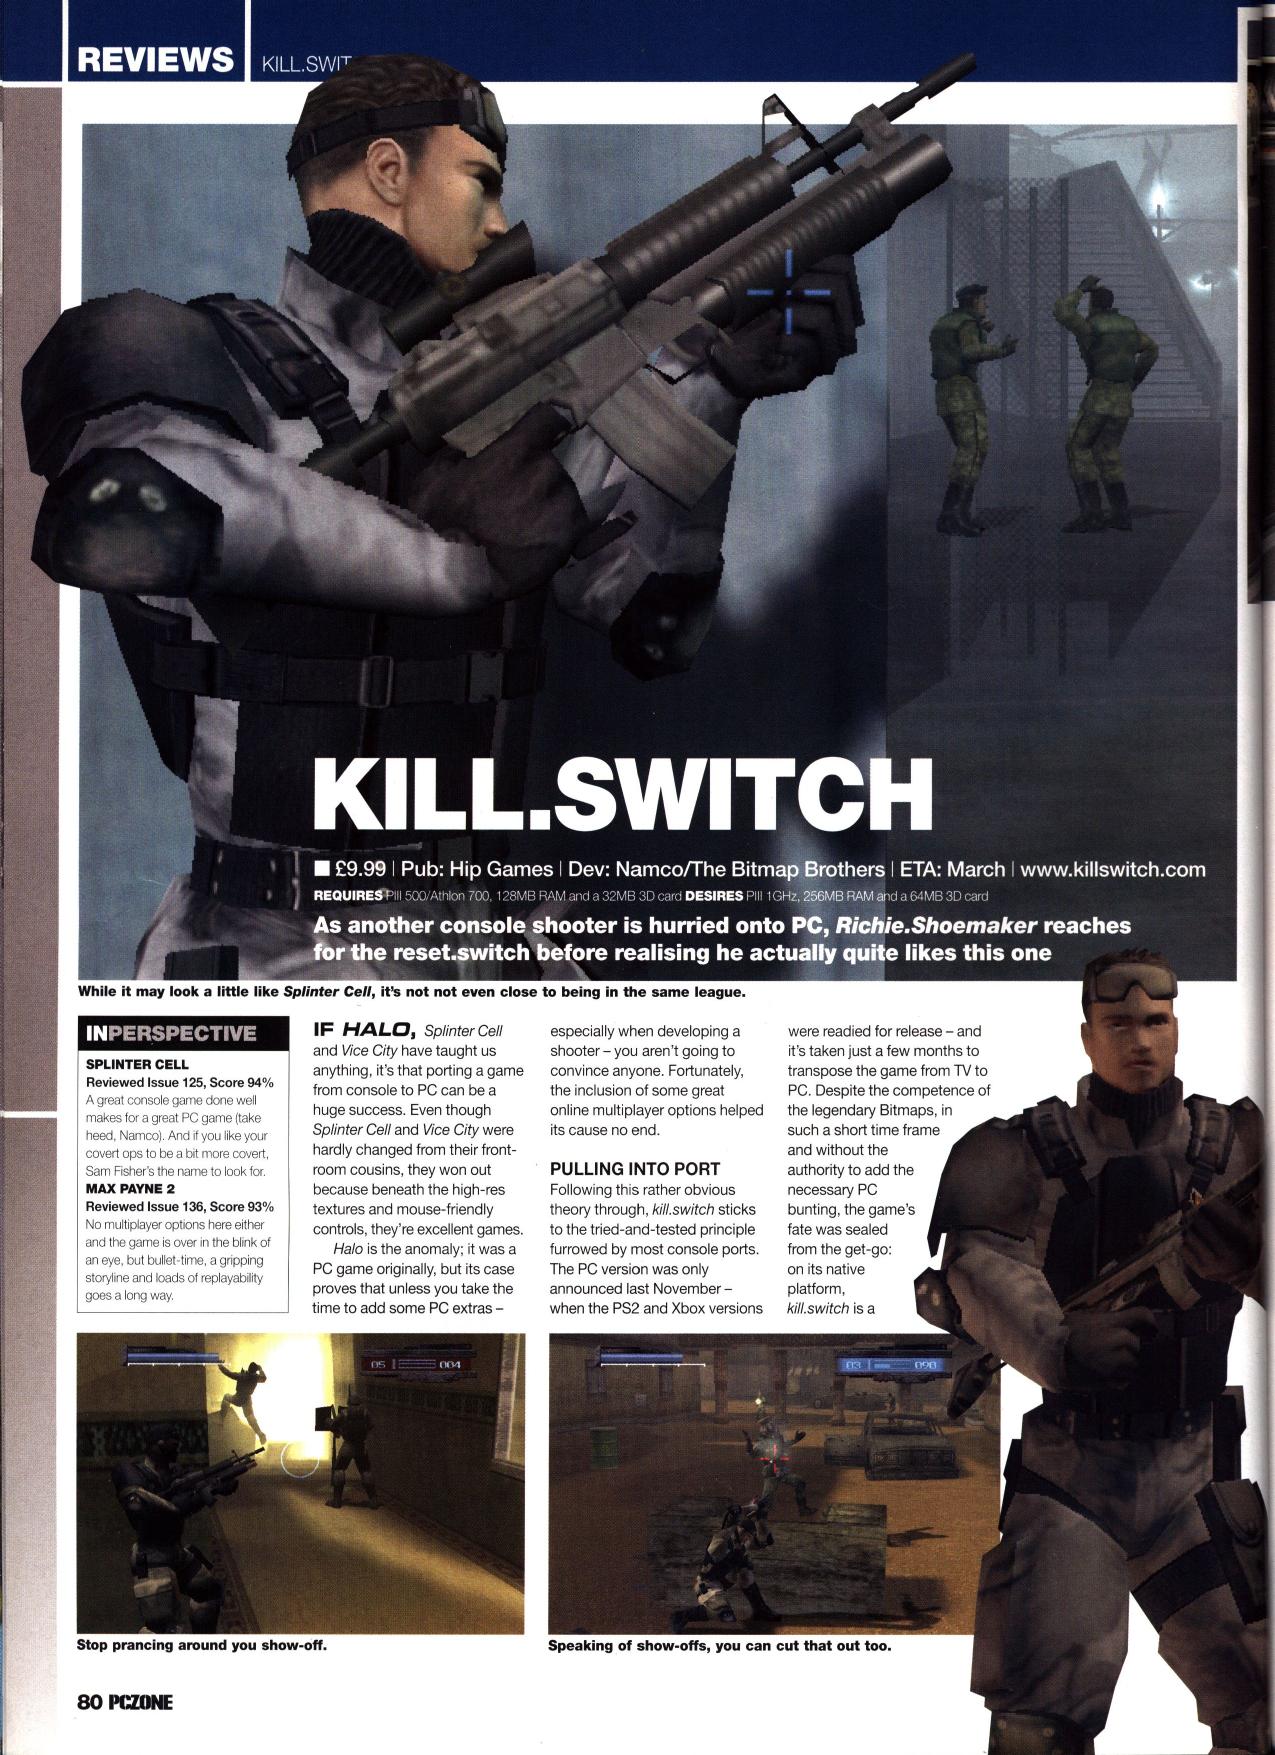 REVIEWS KILL.SWIT
KILL.SWITCH
£9.99 | Pub: Hip Games | Dev: Namco/The Bitmap Brothers | ETA: March | www.killswitch.com
REQUIRES PIII 500/Athlon 700, 128MB RAM and a 32MB 3D card DESIRES PIII 1GHz, 256MB RAM and a 64MB 3D card
As another console shooter is hurried onto PC, Richie.Shoemaker reaches
for the reset.switch before realising he actually quite likes this one
While it may look a little like Splinter Cell, it's not not even close to being in the same league.
INPERSPECTIVE
SPLINTER CELL
Reviewed Issue 125, Score 94%
A great console game done well
makes for a great PC game (take
heed, Namco). And if you like your
covert ops to be a bit more covert,
Sam Fisher's the name to look for.
MAX PAYNE 2
Reviewed Issue 136, Score 93%
No multiplayer options here either
and the game is over in the blink of
an eye, but bullet-time, a gripping
storyline and loads of replayability
goes a long way.
IF HALO, Splinter Cell
and Vice City have taught us
anything, it's that porting a game
from console to PC can be a
huge success. Even though
Splinter Cell and Vice City were
hardly changed from their front-
room cousins, they won out
because beneath the high-res
textures and mouse-friendly
controls, they're excellent games.
Halo is the anomaly; it was a
PC game originally, but its case
proves that unless you take the
time to add some PC extras –
especially when developing a
shooter – you aren't going to
convince anyone. Fortunately,
the inclusion of some great
online multiplayer options helped
its cause no end.
PULLING INTO PORT
Following this rather obvious
theory through, kill.switch sticks
to the tried-and-tested principle
furrowed by most console ports.
The PC version was only
announced last November –
when the PS2 and Xbox versions
were readied for release – and
it's taken just a few months to
transpose the game from TV to
PC. Despite the competence of
the legendary Bitmaps, in
such a short time frame
and without the
authority to add the
necessary PC
bunting, the game's
fate was sealed
from the get-go:
on its native
platform,
kill.switch is a
05 004
03 090
Stop prancing around you show-off.
Speaking of show-offs, you can cut that out too.
80 PCZONE